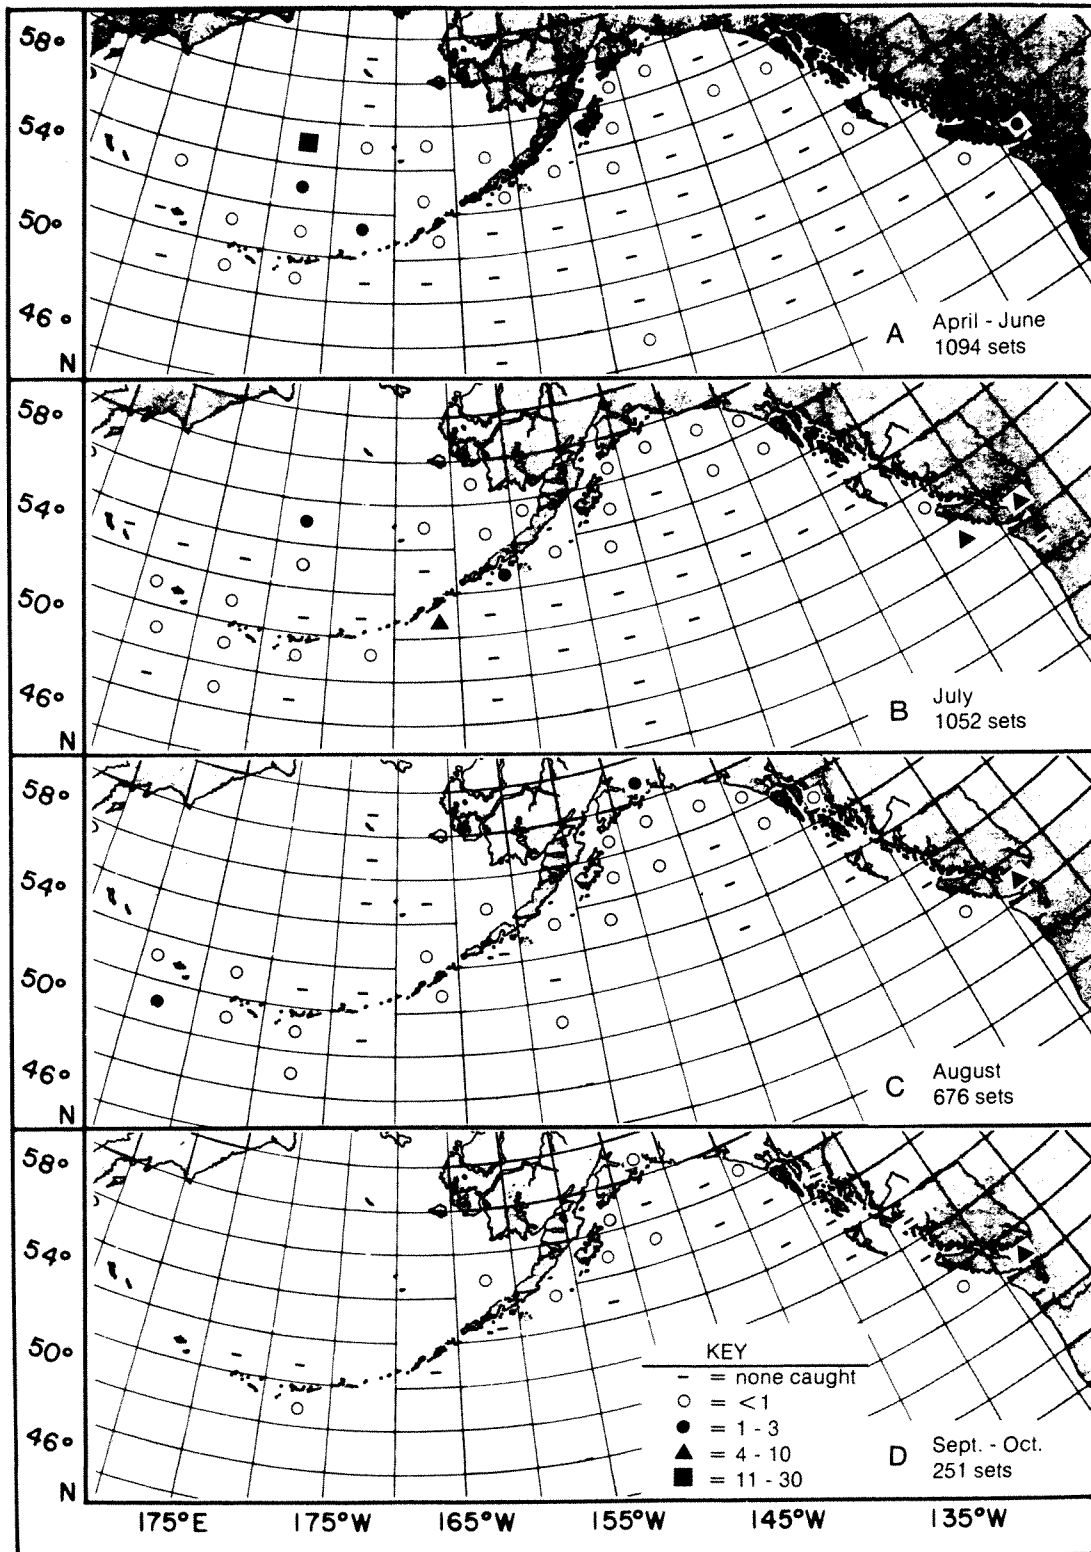 58°
54°
50°
46°
N
A April - June
1094 sets
58°
54°
50°
46°
N
B July
1052 sets
58°
54°
50°
46°
N
C August
676 sets
58°
54°
50°
46°
N
KEY
- = none caught
○ = <1
● = 1 - 3
▲ = 4 - 10
■ = 11 - 30
D Sept. - Oct.
251 sets
175°E 175°W 165°W 155°W 145°W 135°W